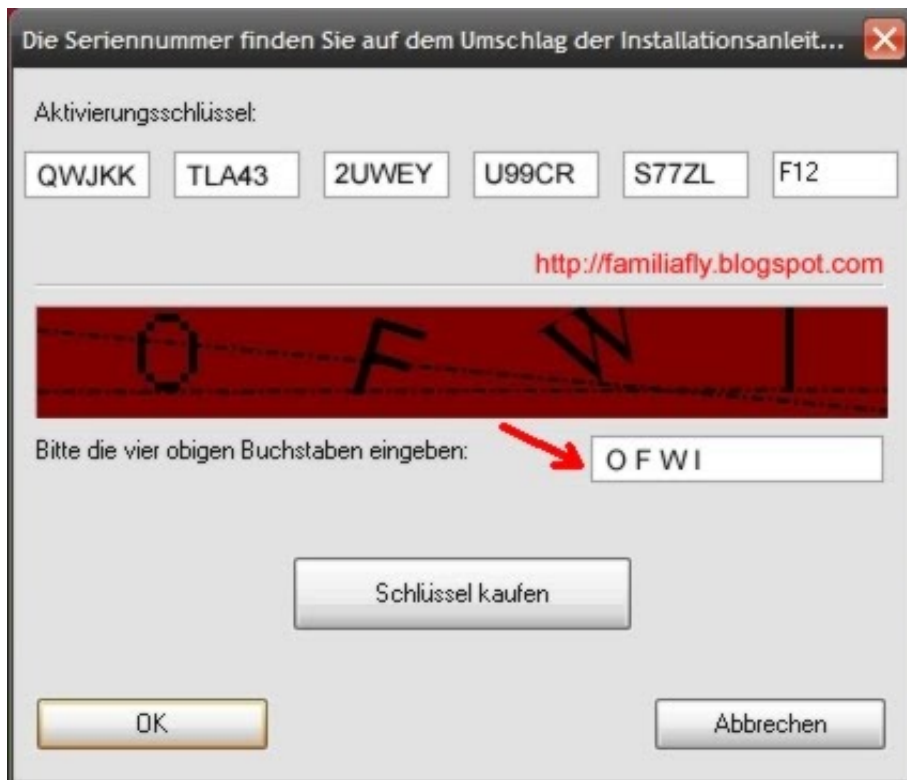 Die Seriennummer finden Sie auf dem Umschlag der Installationsanleit...
Aktivierungsschlüssel:
QWJKK TLA43 2UWEY U99CR S77ZL F12
http://familiafly.blogspot.com
O F W I
Bitte die vier obigen Buchstaben eingeben: O F W I
Schlüssel kaufen
OK Abbrechen